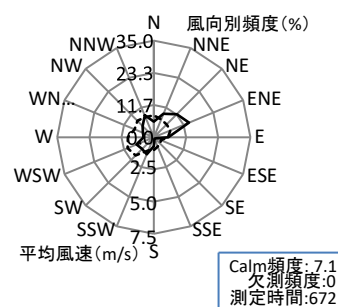 N
35.0 風向別頻度(%)
NNW NNE
NW 23.3 NE
WN... 11.7 ENE
W 0.0 E
WSW 2.5 ESE
SW 5.0 SE
SSW 7.5 SSE
平均風速(m/s) S
Calm頻度: 7.1
欠測頻度:0
測定時間:672